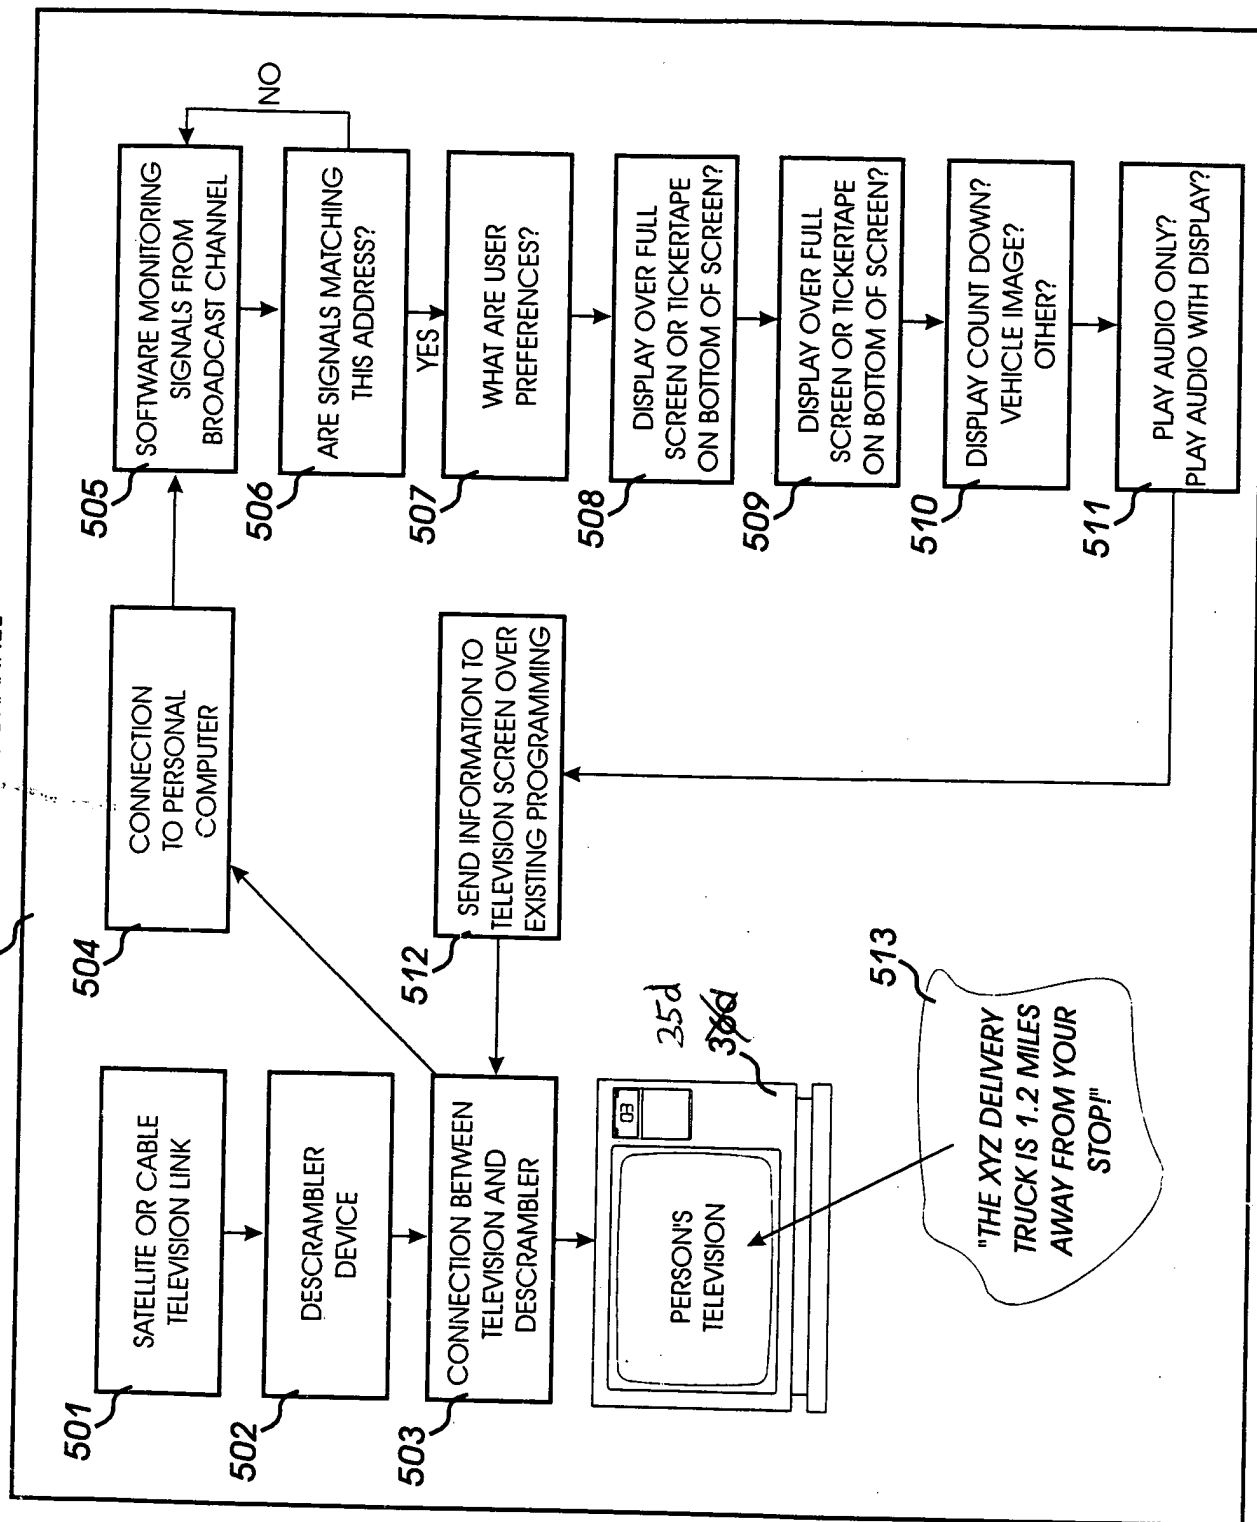 501
SATELLITE OR CABLE
TELEVISION LINK
502
DESCRAMBLER
DEVICE
503
CONNECTION BETWEEN
TELEVISION AND
DESCRAMBLER
03
PERSON'S
TELEVISION
35d
36d
504
CONNECTION
TO PERSONAL
COMPUTER
512
SEND INFORMATION TO
TELEVISION SCREEN OVER
EXISTING PROGRAMMING
513
"THE XYZ DELIVERY
TRUCK IS 1.2 MILES
AWAY FROM YOUR
STOP!"
505
SOFTWARE MONITORING
SIGNALS FROM
BROADCAST CHANNEL
NO
506
ARE SIGNALS MATCHING
THIS ADDRESS?
YES
507
WHAT ARE USER
PREFERENCES?
508
DISPLAY OVER FULL
SCREEN OR TICKERTAPE
ON BOTTOM OF SCREEN?
509
DISPLAY OVER FULL
SCREEN OR TICKERTAPE
ON BOTTOM OF SCREEN?
510
DISPLAY COUNT DOWN?
VEHICLE IMAGE?
OTHER?
511
PLAY AUDIO ONLY?
PLAY AUDIO WITH DISPLAY?